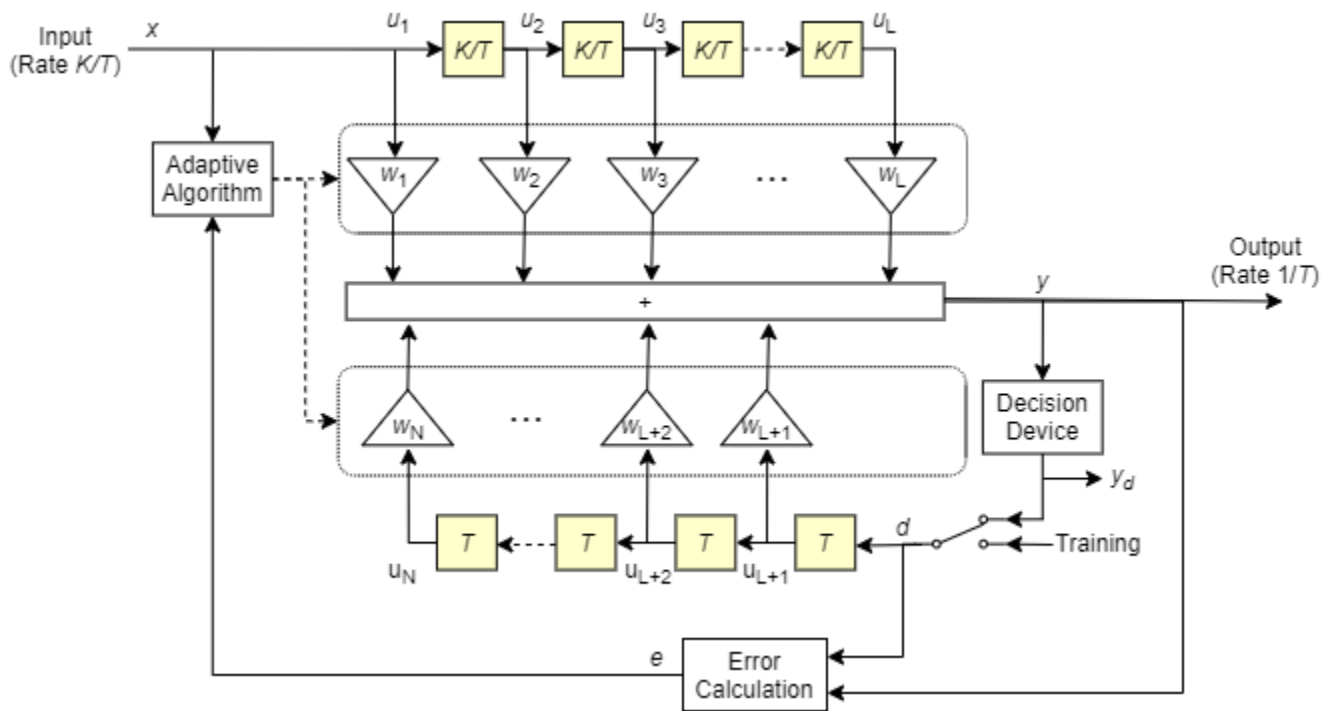 Input
(Rate K/T)
x
u1
u2
u3
uL
K/T
K/T
K/T
K/T
Adaptive
Algorithm
w1
w2
w3
...
wL
Output
(Rate 1/T)
y
+
wN
...
wL+2
wL+1
Decision
Device
yd
T
T
T
T
d
Training
uN
uL+2
uL+1
e
Error
Calculation